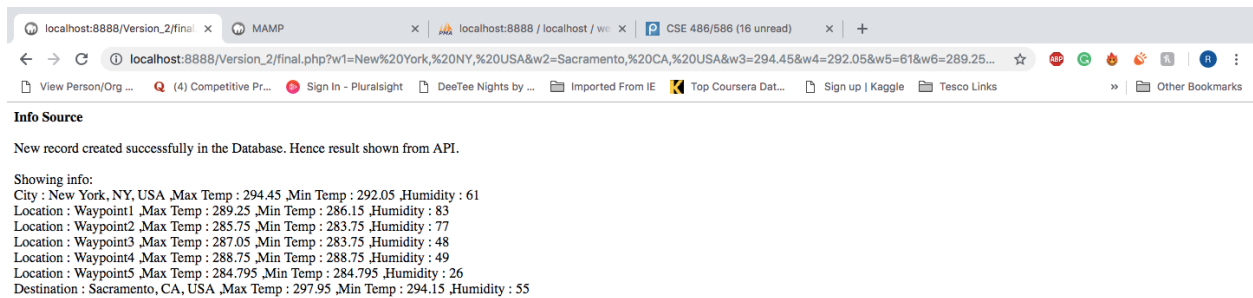 localhost:8888/Version_2/final
MAMP
localhost:8888 / localhost / we
CSE 486/586 (16 unread)
localhost:8888/Version_2/final.php?w1=New%20York,%20NY,%20USA&w2=Sacramento,%20CA,%20USA&w3=294.45&w4=292.05&w5=61&w6=289.25...
ABP
R
View Person/Org ...
(4) Competitive Pr...
Sign In - Pluralsight
DeeTee Nights by ...
Imported From IE
Top Coursera Dat...
Sign up | Kaggle
Tesco Links
»
Other Bookmarks
Info Source
New record created successfully in the Database. Hence result shown from API.
Showing info:
City : New York, NY, USA ,Max Temp : 294.45 ,Min Temp : 292.05 ,Humidity : 61
Location : Waypoint1 ,Max Temp : 289.25 ,Min Temp : 286.15 ,Humidity : 83
Location : Waypoint2 ,Max Temp : 285.75 ,Min Temp : 283.75 ,Humidity : 77
Location : Waypoint3 ,Max Temp : 287.05 ,Min Temp : 283.75 ,Humidity : 48
Location : Waypoint4 ,Max Temp : 288.75 ,Min Temp : 288.75 ,Humidity : 49
Location : Waypoint5 ,Max Temp : 284.795 ,Min Temp : 284.795 ,Humidity : 26
Destination : Sacramento, CA, USA ,Max Temp : 297.95 ,Min Temp : 294.15 ,Humidity : 55